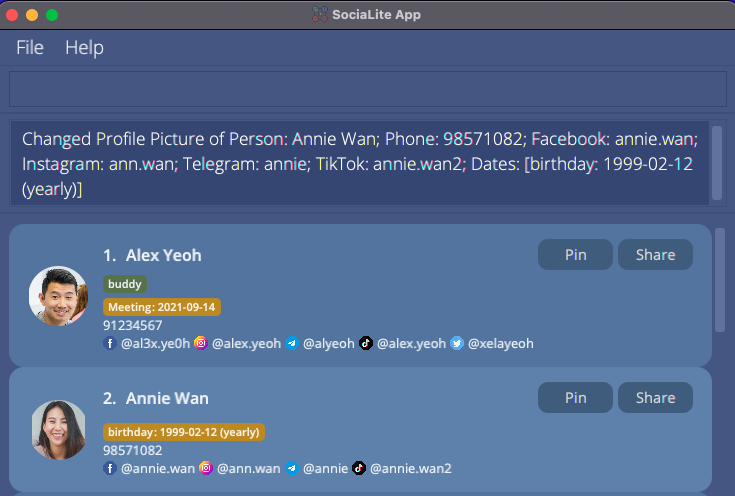 SociaLite App
File Help
Changed Profile Picture of Person: Annie Wan; Phone: 98571082; Facebook: annie.wan;
Instagram: ann.wan; Telegram: annie; TikTok: annie.wan2; Dates: [birthday: 1999-02-12
(yearly)]
1. Alex Yeoh Pin Share
buddy
Meeting: 2021-09-14
91234567
@al3x.ye0h @alex.yeoh @alyeoh @alex.yeoh @xelayeoh
2. Annie Wan Pin Share
birthday: 1999-02-12 (yearly)
98571082
@annie.wan @ann.wan @annie @annie.wan2